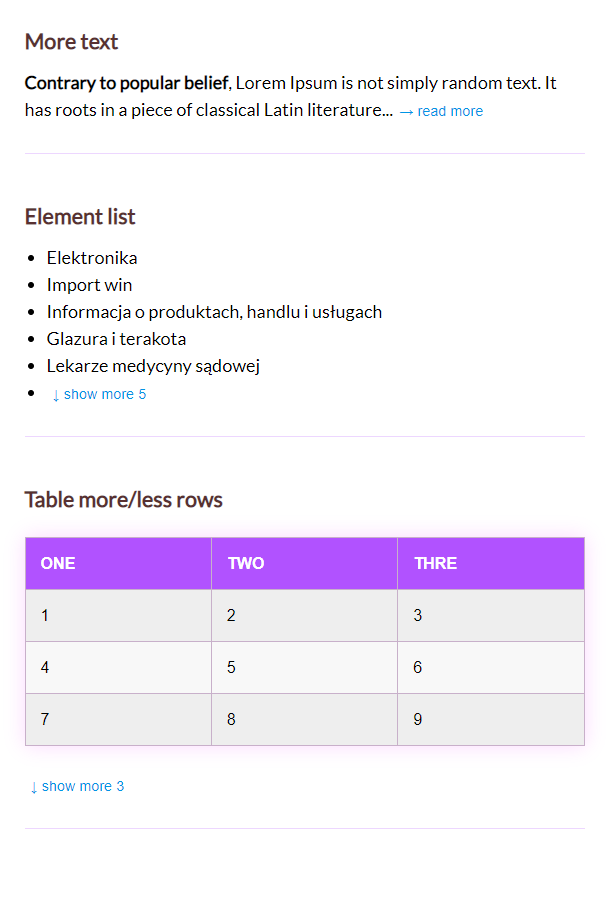 More text
Contrary to popular belief, Lorem Ipsum is not simply random text. It
has roots in a piece of classical Latin literature... → read more
Element list
• Elektronika
• Import win
• Informacja o produktach, handlu i usługach
• Glazura i terakota
• Lekarze medycyny sądowej
• ↓ show more 5
Table more/less rows
ONE TWO THRE
1 2 3
4 5 6
7 8 9
↓ show more 3